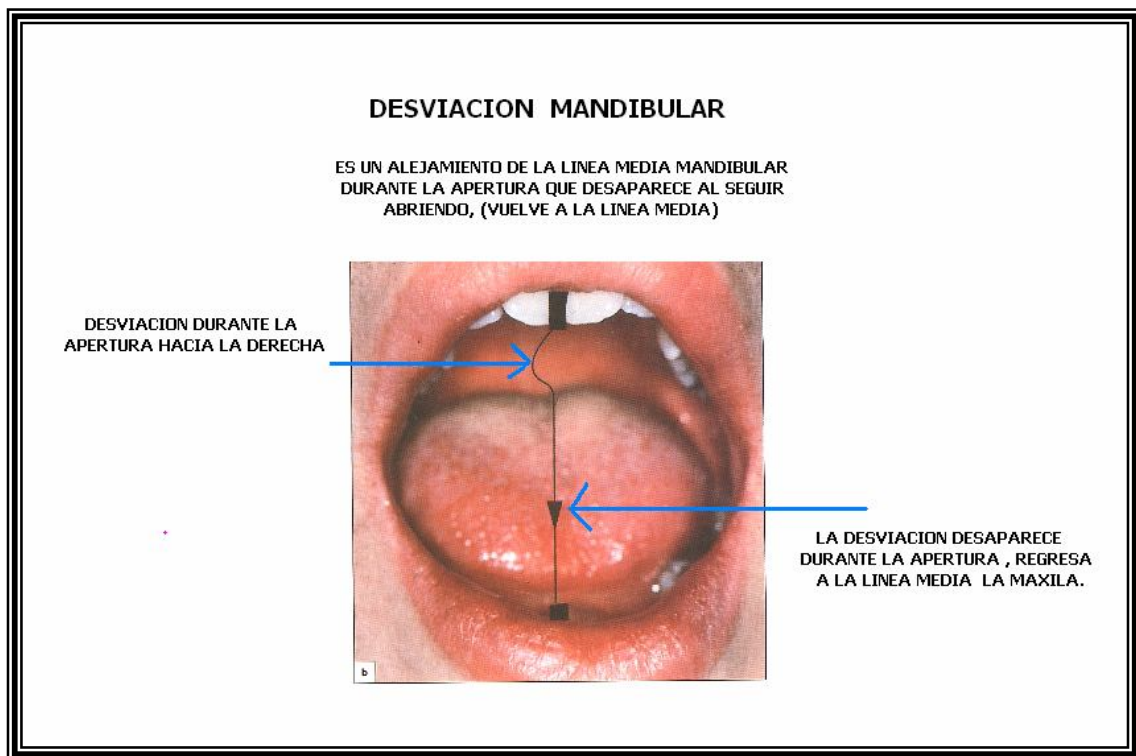 DESVIACION MANDIBULAR
ES UN ALEJAMIENTO DE LA LINEA MEDIA MANDIBULAR
DURANTE LA APERTURA QUE DESAPARECE AL SEGUIR
ABRIENDO, (VUELVE A LA LINEA MEDIA)
DESVIACION DURANTE LA
APERTURA HACIA LA DERECHA
LA DESVIACION DESAPARECE
DURANTE LA APERTURA , REGRESA
A LA LINEA MEDIA LA MAXILA.
b